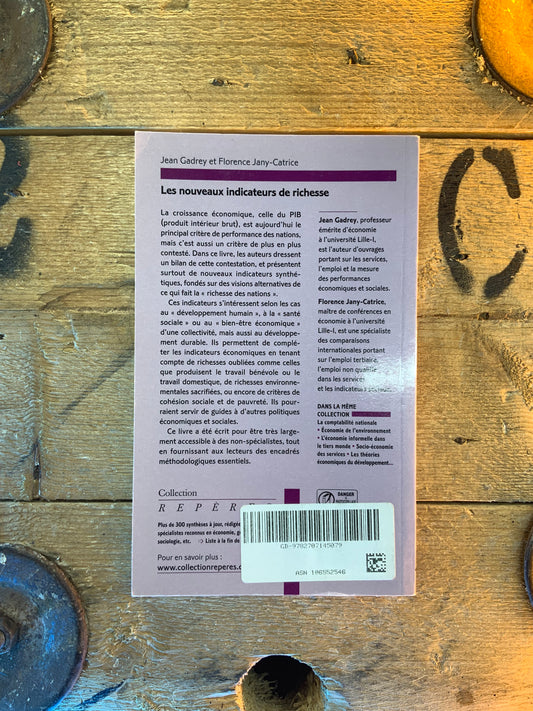 Jean Gadrey et Florence Jany-Catrice
Les nouveaux indicateurs de richesse
La croissance économique, celle du PIB
(produit intérieur brut), est aujourd'hui le
principal critère de performance des nations,
mais c'est aussi un critère de plus en plus
contesté. Dans ce livre, les auteurs dressent
un bilan de cette contestation, et présentent
surtout de nouveaux indicateurs synthé-
tiques, fondés sur des visions alternatives de
ce qui fait la « richesse des nations ».
Ces indicateurs s'intéressent selon les cas
au « développement humain », à la « santé
sociale » ou au « bien-être économique »
d'une collectivité, mais aussi au développe-
ment durable. Ils permettent de complé-
ter les indicateurs économiques en tenant
compte de richesses oubliées comme celles
que produisent le travail bénévole ou le
travail domestique, de richesses environne-
mentales sacrifiées, ou encore de critères de
cohésion sociale et de pauvreté. Ils pour-
raient servir de guides à d'autres politiques
économiques et sociales.
Ce livre a été écrit pour être très large-
ment accessible à des non-spécialistes, tout
en fournissant aux lecteurs des encadrés
méthodologiques essentiels.
Jean Gadrey, professeur
émérite d'économie
à l'université Lille-I,
est l'auteur d'ouvrages
portant sur les services,
l'emploi et la mesure
des performances
économiques et sociales.
Florence Jany-Catrice,
maître de conférences en
économie à l'université
Lille-I, est une spécialiste
des comparaisons
internationales portant
sur l'emploi tertiaire,
l'emploi non qualifié
dans les services
et les indicateurs
DANS LA MÊME
COLLECTION
La comptabilité nationale
• Économie de l'environnement
• L'économie informelle dans
le tiers monde • Socio-économie
des services • Les théories
économiques du développement...
Collection
REPÈRE
Plus de 300 synthèses à jour, rédigée
spécialistes reconnus en économie, g
sociologie, etc. Liste à la fin de
Pour en savoir plus :
www.collectionreperes.c
DANGER
GB-9782707145079
ASN 106552546
C